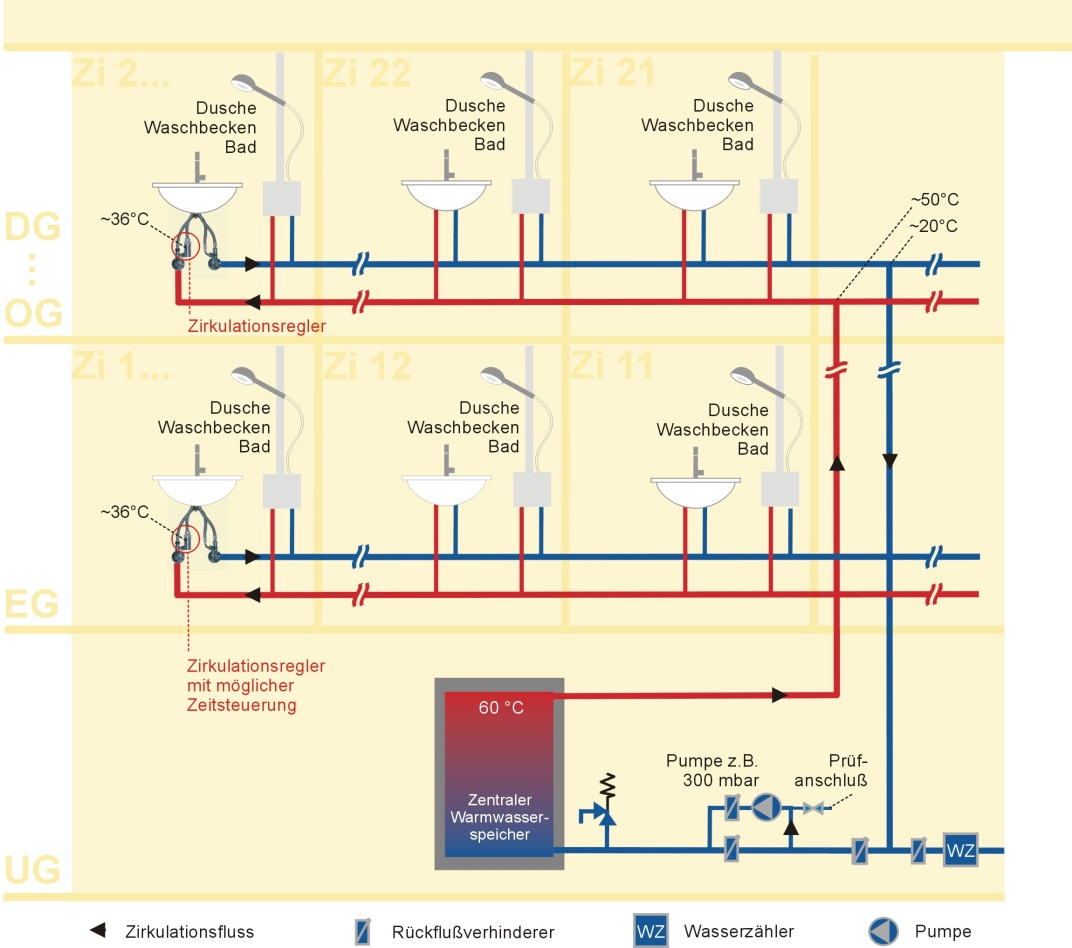 Zi 2...
Zi 22
Zi 21
Dusche
Waschbecken
Bad
Dusche
Waschbecken
Bad
Dusche
Waschbecken
Bad
~36°C
~50°C
~20°C
DG
⋮
OG
Zirkulationsregler
Zi 1...
Zi 12
Zi 11
Dusche
Waschbecken
Bad
Dusche
Waschbecken
Bad
Dusche
Waschbecken
Bad
~36°C
EG
Zirkulationsregler
mit möglicher
Zeitsteuerung
60 °C
Zentraler
Warmwasser-
speicher
Pumpe z.B.
300 mbar
Prüf-
anschluß
WZ
UG
Zirkulationsfluss
Rückflußverhinderer
WZ
Wasserzähler
Pumpe